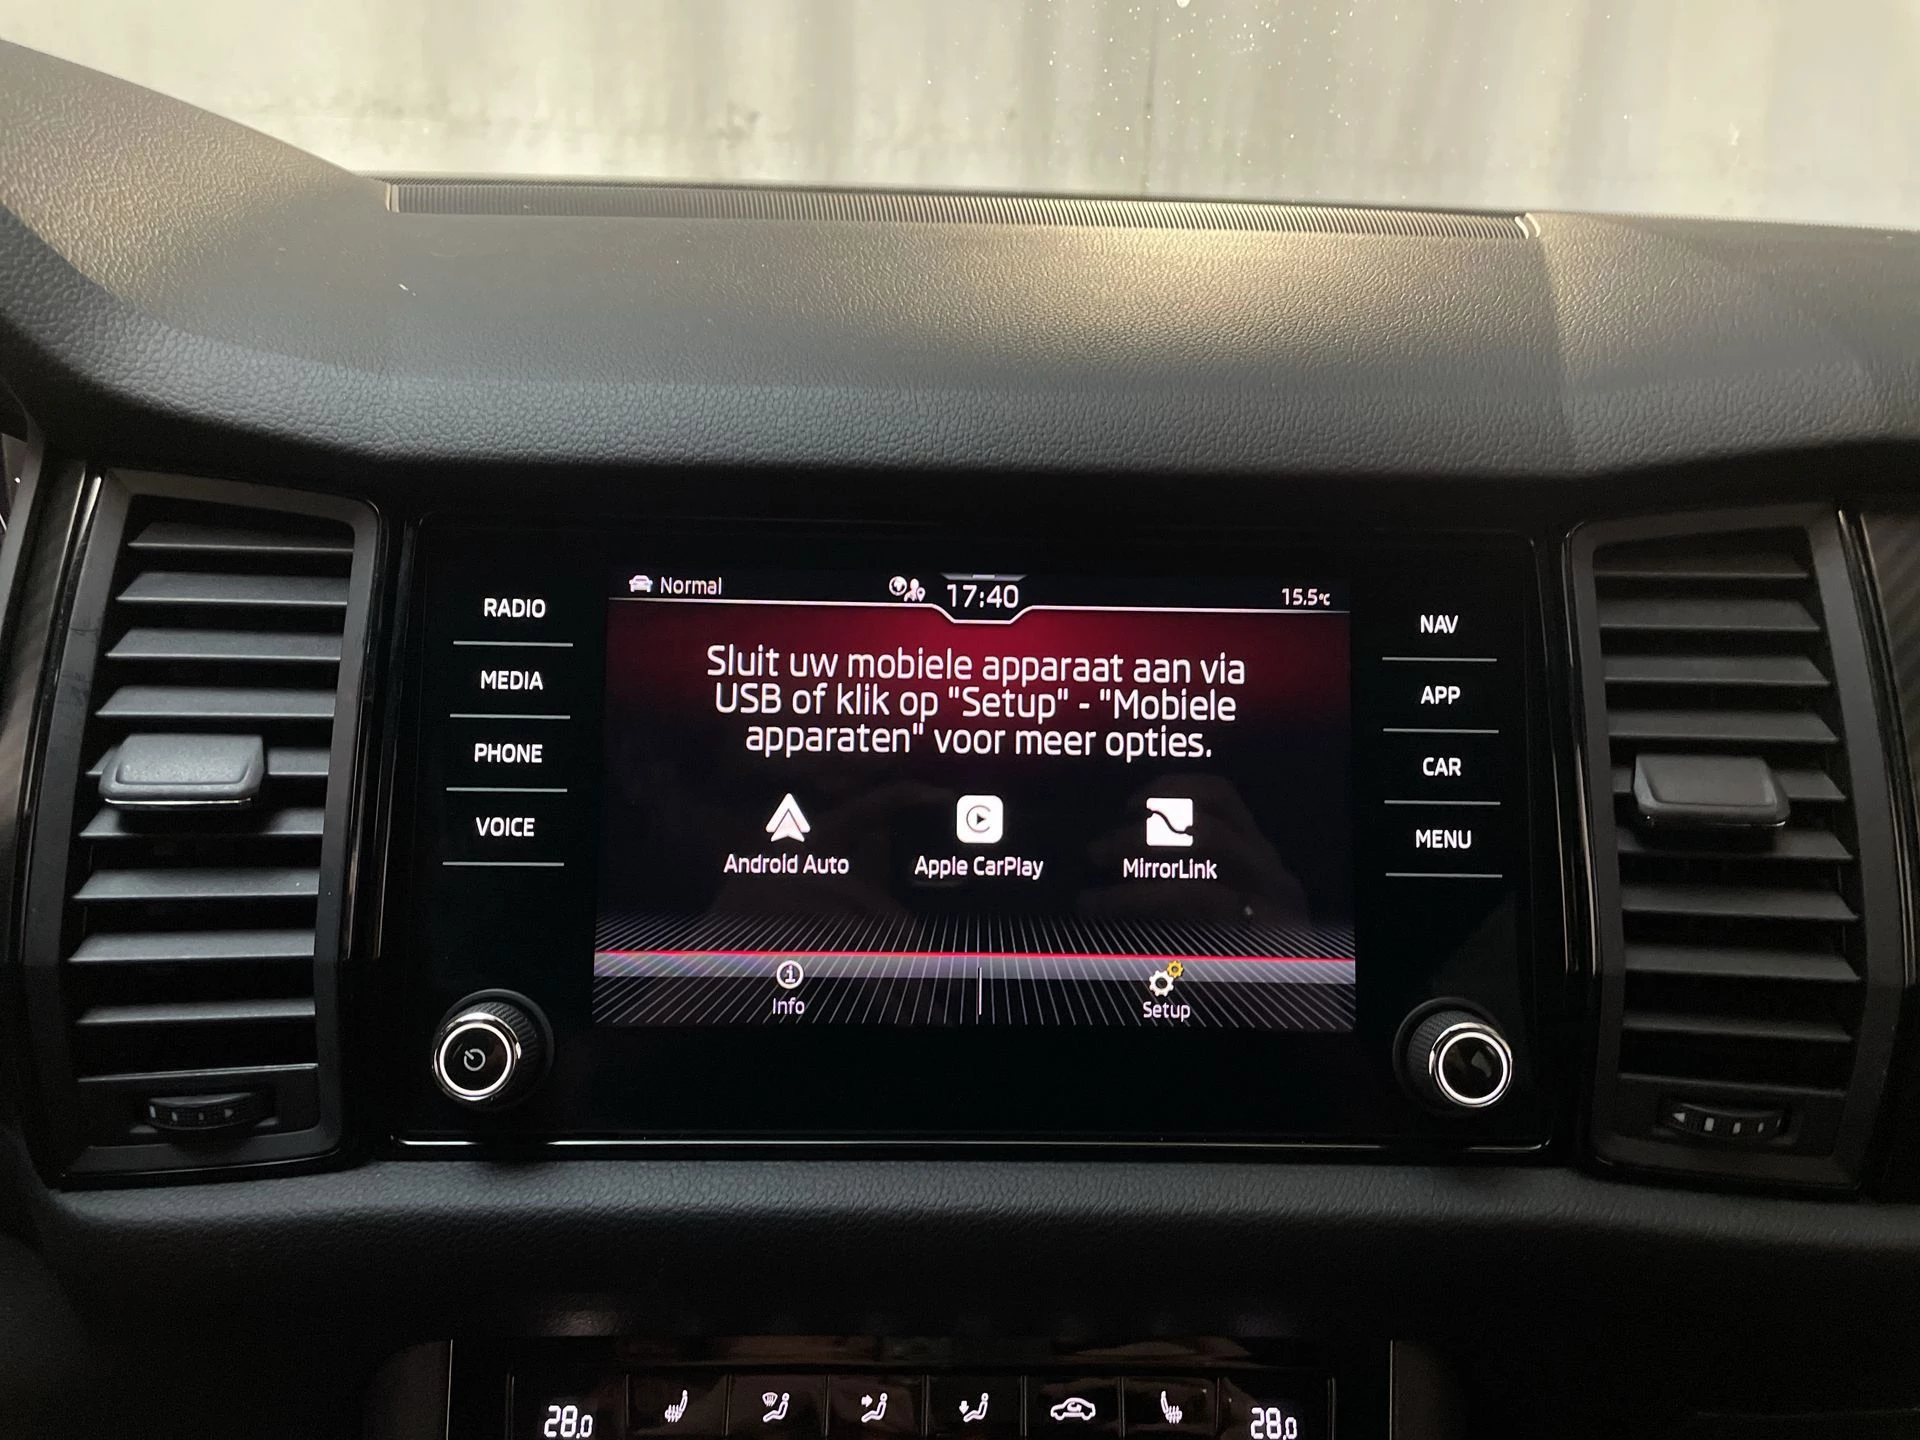 Normal
17:40
15.5°C
RADIO
MEDIA
PHONE
VOICE
Sluit uw mobiele apparaat aan via
USB of klik op "Setup" - "Mobiele
apparaten" voor meer opties.
Android Auto
Apple CarPlay
MirrorLink
Info
Setup
NAV
APP
CAR
MENU
28.0
28.0